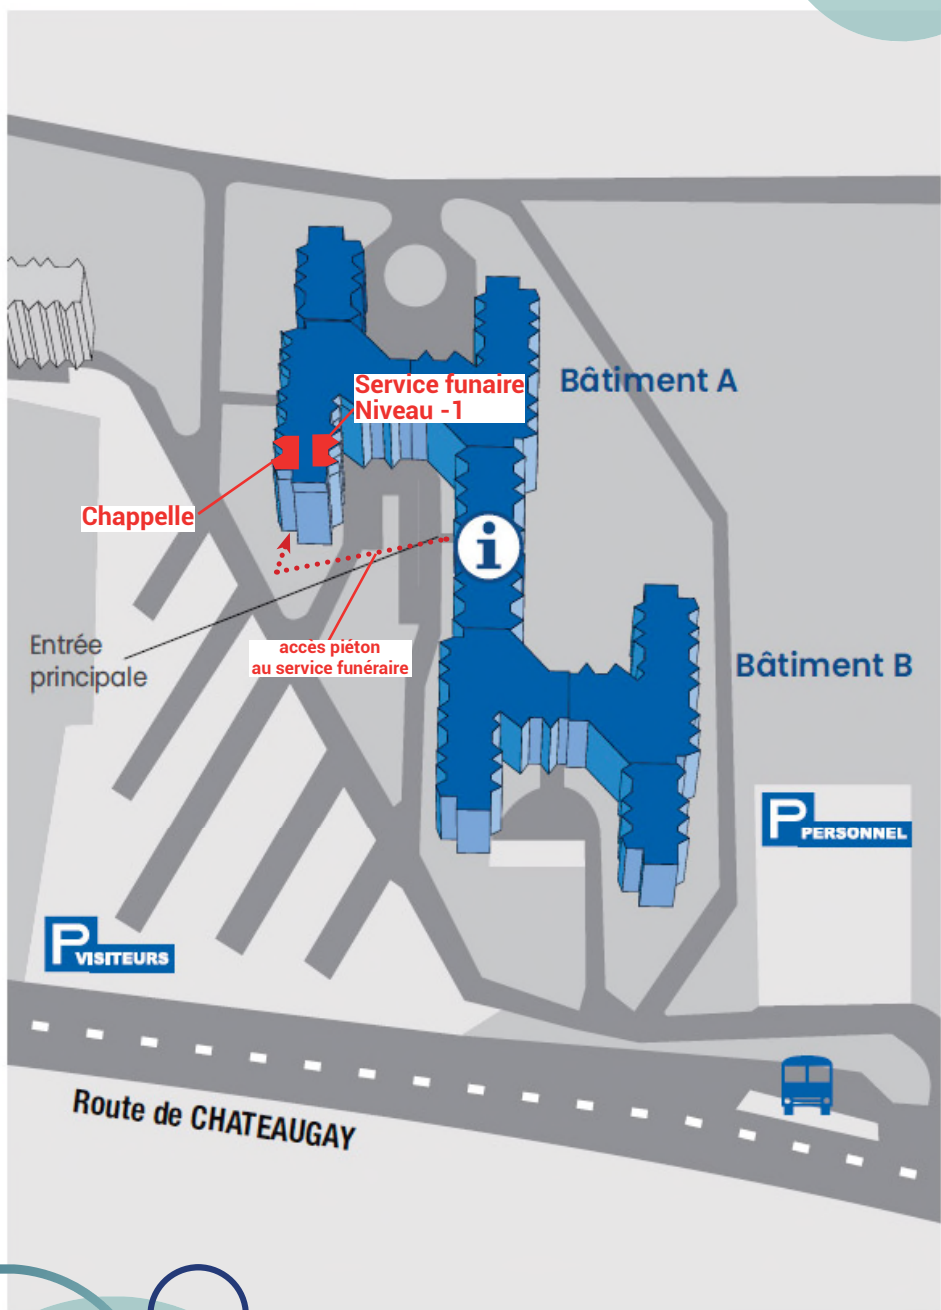 Bâtiment A
Service funaire
Niveau -1
Chappelle
i
Entrée
principale
accès piéton
au service funéraire
Bâtiment B
P PERSONNEL
P VISITEURS
Route de CHATEAUGAY